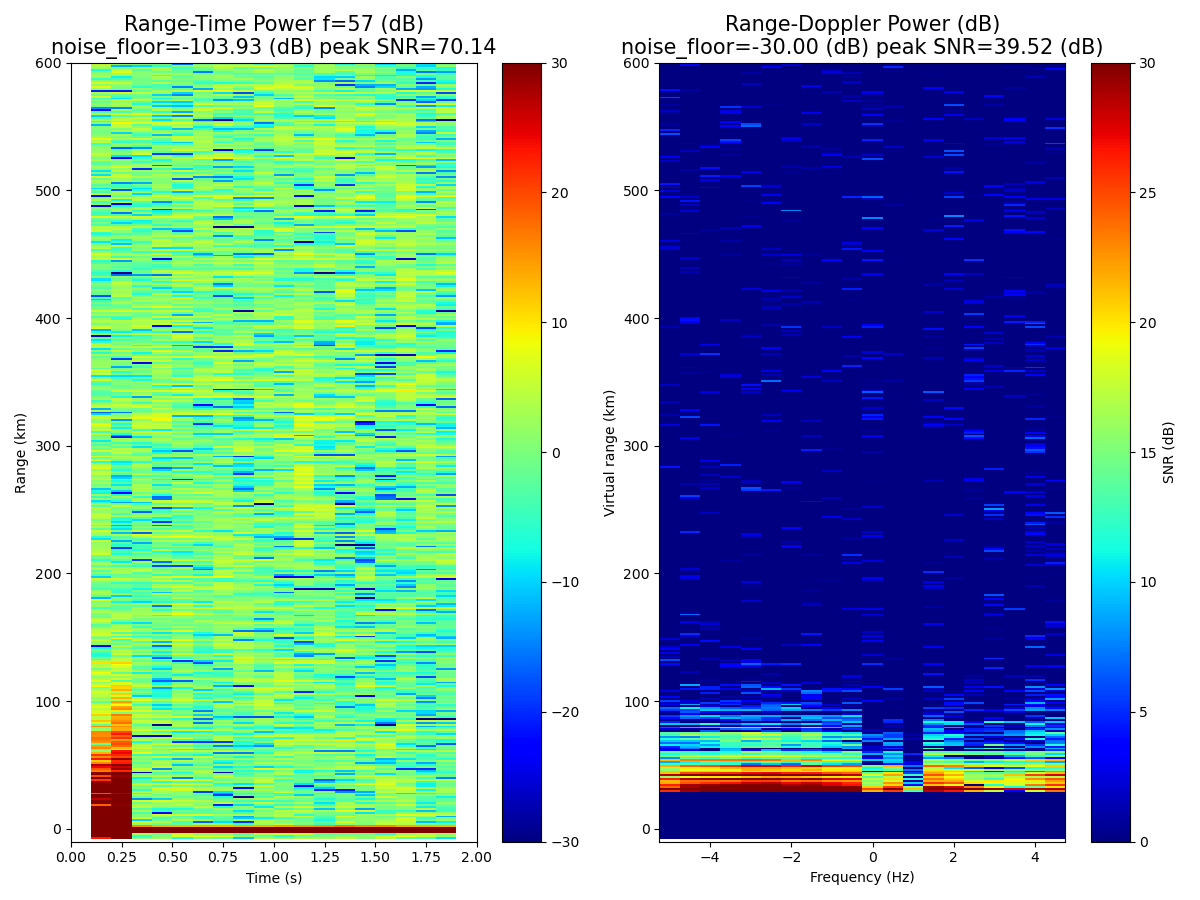 Range-Time Power f=57 (dB)
noise_floor=-103.93 (dB) peak SNR=70.14
Range (km)
600
500
400
300
200
100
0
0.00 0.25 0.50 0.75 1.00 1.25 1.50 1.75 2.00
Time (s)
30
20
10
0
−10
−20
−30
Range-Doppler Power (dB)
noise_floor=-30.00 (dB) peak SNR=39.52 (dB)
Virtual range (km)
600
500
400
300
200
100
0
−4 −2 0 2 4
Frequency (Hz)
30
25
20
15
10
5
0
SNR (dB)